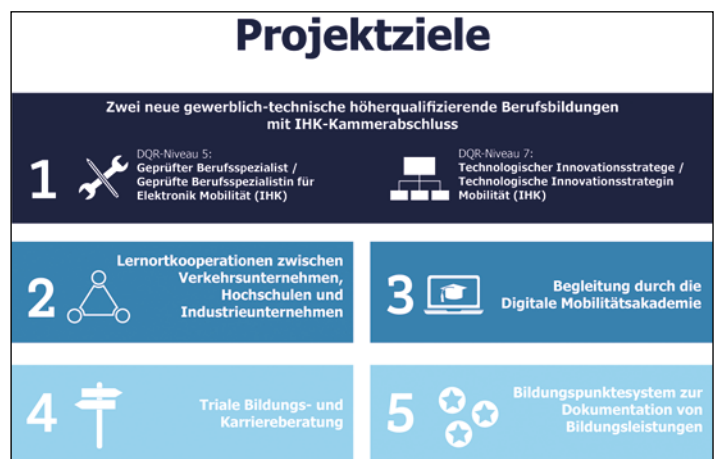 Projektziele
Zwei neue gewerblich-technische höherqualifizierende Berufsbildungen
mit IHK-Kammerabschluss
1
DQR-Niveau 5:
Geprüfter Berufsspezialist /
Geprüfte Berufsspezialistin für
Elektronik Mobilität (IHK)
DQR-Niveau 7:
Technologischer Innovationsstratege /
Technologische Innovationsstrategin
Mobilität (IHK)
2
Lernortkooperationen zwischen
Verkehrsunternehmen,
Hochschulen und
Industrieunternehmen
3
Begleitung durch die
Digitale Mobilitätsakademie
4
Triale Bildungs- und
Karriereberatung
5
Bildungspunktesystem zur
Dokumentation von
Bildungsleistungen